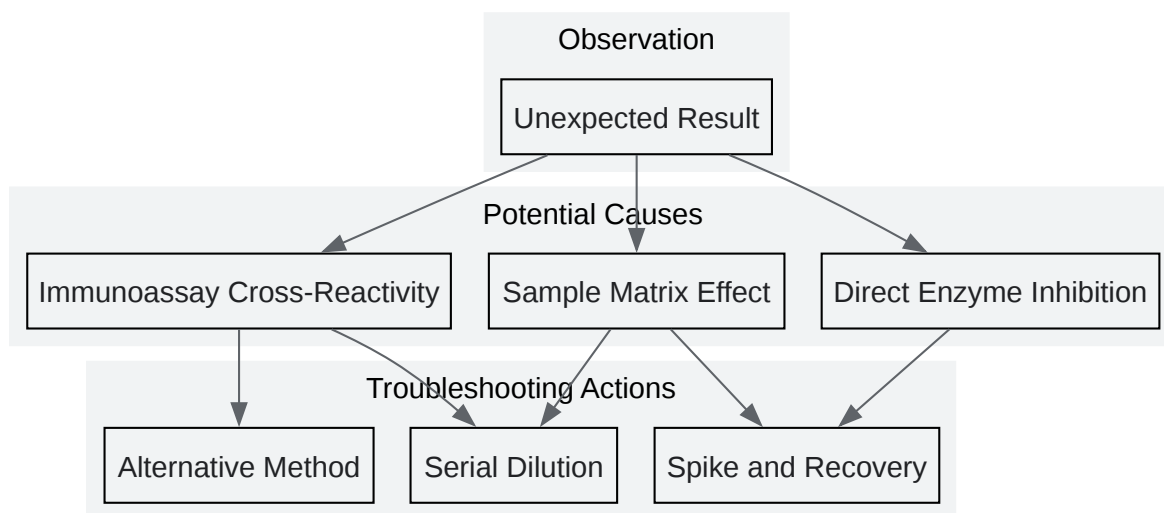 Observation
Unexpected Result
Potential Causes
Immunoassay Cross-Reactivity
Sample Matrix Effect
Direct Enzyme Inhibition
Troubleshooting Actions
Alternative Method
Serial Dilution
Spike and Recovery